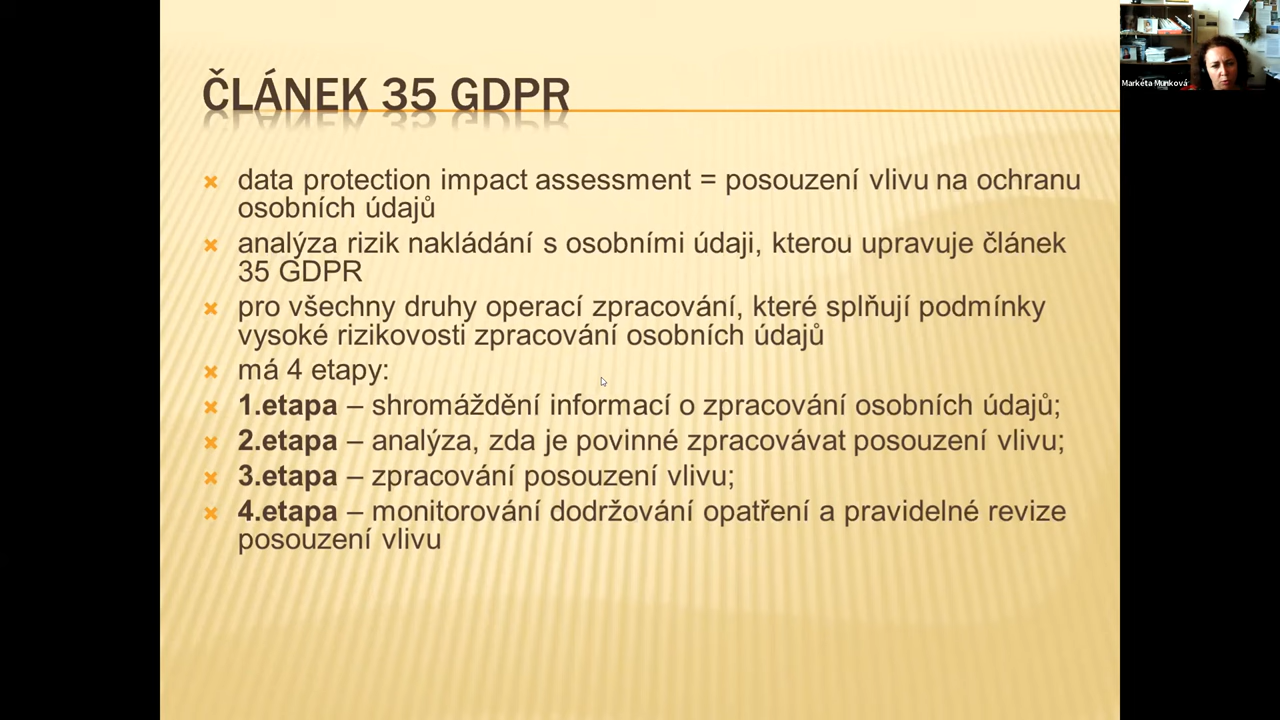 ČLÁNEK 35 GDPR
Markéta Munková
data protection impact assessment = posouzení vlivu na ochranu
osobních údajů
analýza rizik nakládání s osobními údaji, kterou upravuje článek
35 GDPR
pro všechny druhy operací zpracování, které splňují podmínky
vysoké rizikovosti zpracování osobních údajů
má 4 etapy:
1.etapa – shromáždění informací o zpracování osobních údajů;
2.etapa – analýza, zda je povinné zpracovávat posouzení vlivu;
3.etapa – zpracování posouzení vlivu;
4.etapa – monitorování dodržování opatření a pravidelné revize
posouzení vlivu